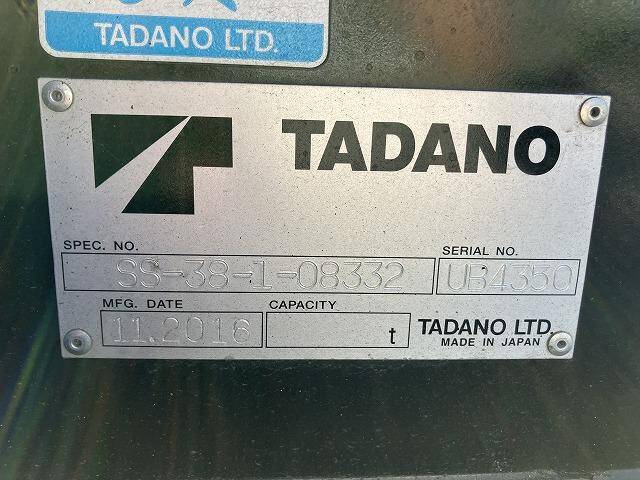 TADANO LTD.
TADANO
SPEC. NO.
SERIAL NO.
SS-38-1-08332
UB4350
MFG. DATE
CAPACITY
11.2016
t
TADANO LTD.
MADE IN JAPAN